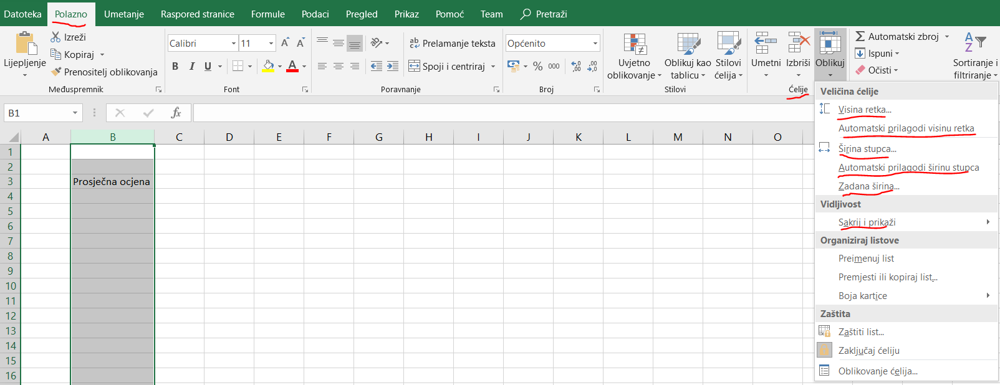 Datoteka Polazno Umetanje Raspored stranice Formule Podaci Pregled Prikaz Pomoć Team Pretraži
Lijepljenje
Izreži
Kopiraj
Prenositelj oblikovanja
Međuspremnik
Calibri 11
B I U A
Font
Prelamanje teksta
Spoji i centriraj
Poravnanje
Općenito
% 000
Broj
Uvjetno oblikovanje
Oblikuj kao tablicu
Stilovi ćelija
Stilovi
Umetni
Izbriši
Oblikuj
Ćelije
Automatski zbroj
Ispuni
Očisti
Sortiranje i filtriranje
B1 fx
A B C D E F G H I J K L M N O
1
2
3 Prosječna ocjena
4
5
6
7
8
9
10
11
12
13
14
15
16
Veličina ćelije
Visina retka...
Automatski prilagodi visinu retka
Širina stupca...
Automatski prilagodi širinu stupca
Zadana širina...
Vidljivost
Sakrij i prikaži
Organiziraj listove
Preimenuj list
Premjesti ili kopiraj list...
Boja kartice
Zaštita
Zaštiti list...
Zaključaj ćeliju
Oblikovanje ćelija...